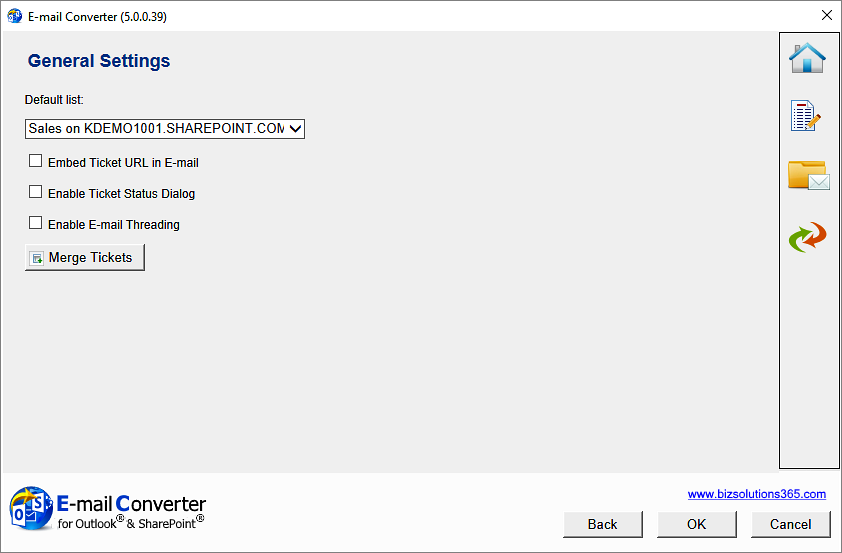 E-mail Converter (5.0.0.39)
General Settings
Default list:
Sales on KDEMO1001.SHAREPOINT.COM
Embed Ticket URL in E-mail
Enable Ticket Status Dialog
Enable E-mail Threading
Merge Tickets
E-mail Converter
for Outlook® & SharePoint®
www.bizsolutions365.com
Back OK Cancel